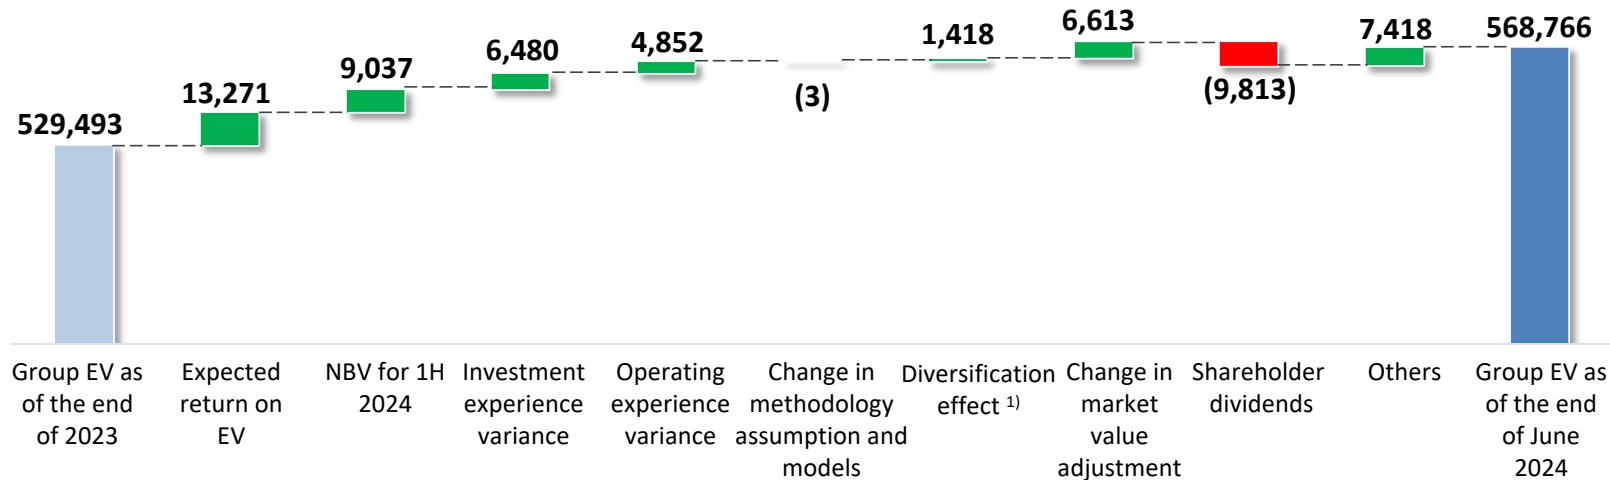 529,493
13,271
9,037
6,480
4,852
(3)
1,418
6,613
(9,813)
7,418
568,766
Group EV as
of the end
of 2023
Expected
return on
EV
NBV for 1H
2024
Investment
experience
variance
Operating
experience
variance
Change in
methodology
assumption and
models
Diversification
effect 1)
Change in
market
value
adjustment
Shareholder
dividends
Others
Group EV as
of the end
of June
2024